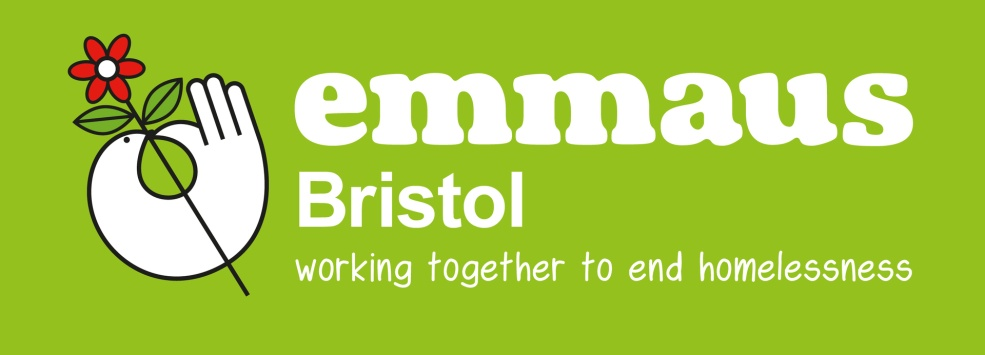 emmaus
Bristol
working together to end homelessness